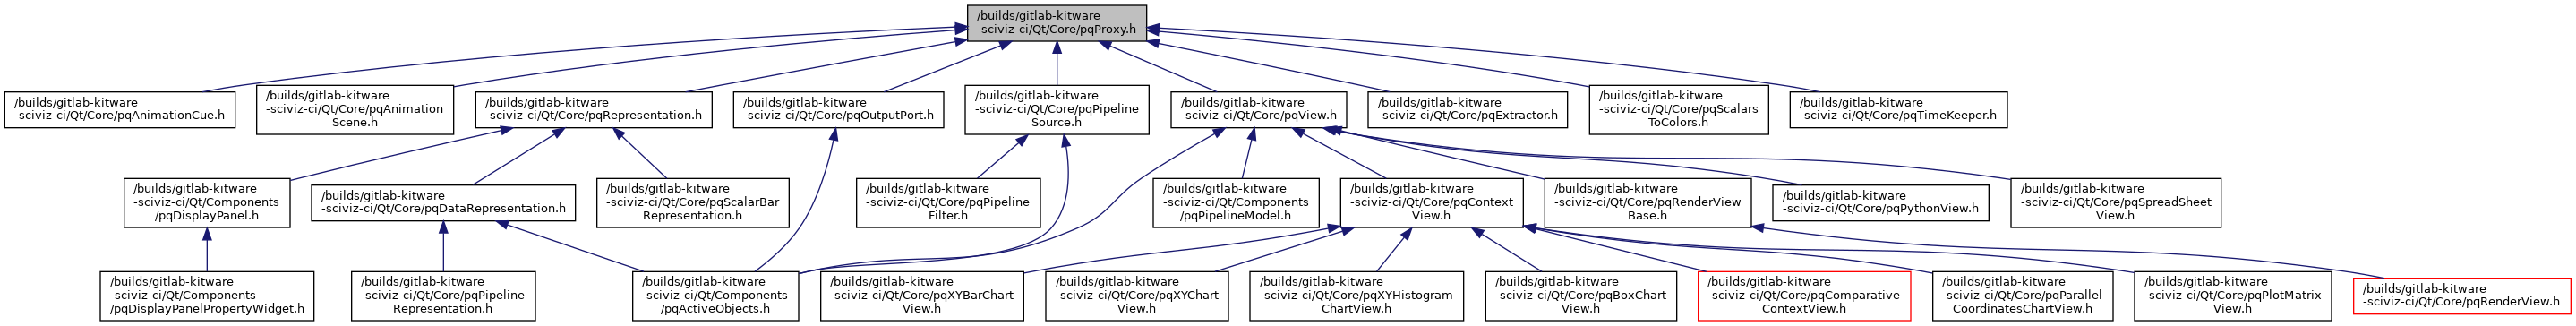 /builds/gitlab-kitware
-sciviz-ci/Qt/Core/pqProxy.h
/builds/gitlab-kitware
-sciviz-ci/Qt/Core/pqAnimationCue.h
/builds/gitlab-kitware
-sciviz-ci/Qt/Core/pqAnimation
Scene.h
/builds/gitlab-kitware
-sciviz-ci/Qt/Core/pqRepresentation.h
/builds/gitlab-kitware
-sciviz-ci/Qt/Core/pqOutputPort.h
/builds/gitlab-kitware
-sciviz-ci/Qt/Core/pqPipeline
Source.h
/builds/gitlab-kitware
-sciviz-ci/Qt/Core/pqView.h
/builds/gitlab-kitware
-sciviz-ci/Qt/Core/pqExtractor.h
/builds/gitlab-kitware
-sciviz-ci/Qt/Core/pqScalars
ToColors.h
/builds/gitlab-kitware
-sciviz-ci/Qt/Core/pqTimeKeeper.h
/builds/gitlab-kitware
-sciviz-ci/Qt/Components
/pqDisplayPanel.h
/builds/gitlab-kitware
-sciviz-ci/Qt/Core/pqDataRepresentation.h
/builds/gitlab-kitware
-sciviz-ci/Qt/Core/pqScalarBar
Representation.h
/builds/gitlab-kitware
-sciviz-ci/Qt/Core/pqPipeline
Filter.h
/builds/gitlab-kitware
-sciviz-ci/Qt/Components
/pqPipelineModel.h
/builds/gitlab-kitware
-sciviz-ci/Qt/Core/pqContext
View.h
/builds/gitlab-kitware
-sciviz-ci/Qt/Core/pqRenderView
Base.h
/builds/gitlab-kitware
-sciviz-ci/Qt/Core/pqPythonView.h
/builds/gitlab-kitware
-sciviz-ci/Qt/Core/pqSpreadSheet
View.h
/builds/gitlab-kitware
-sciviz-ci/Qt/Components
/pqDisplayPanelPropertyWidget.h
/builds/gitlab-kitware
-sciviz-ci/Qt/Core/pqPipeline
Representation.h
/builds/gitlab-kitware
-sciviz-ci/Qt/Components
/pqActiveObjects.h
/builds/gitlab-kitware
-sciviz-ci/Qt/Core/pqXYBarChart
View.h
/builds/gitlab-kitware
-sciviz-ci/Qt/Core/pqXYChart
View.h
/builds/gitlab-kitware
-sciviz-ci/Qt/Core/pqXYHistogram
ChartView.h
/builds/gitlab-kitware
-sciviz-ci/Qt/Core/pqBoxChart
View.h
/builds/gitlab-kitware
-sciviz-ci/Qt/Core/pqComparative
ContextView.h
/builds/gitlab-kitware
-sciviz-ci/Qt/Core/pqParallel
CoordinatesChartView.h
/builds/gitlab-kitware
-sciviz-ci/Qt/Core/pqPlotMatrix
View.h
/builds/gitlab-kitware
-sciviz-ci/Qt/Core/pqRenderView.h